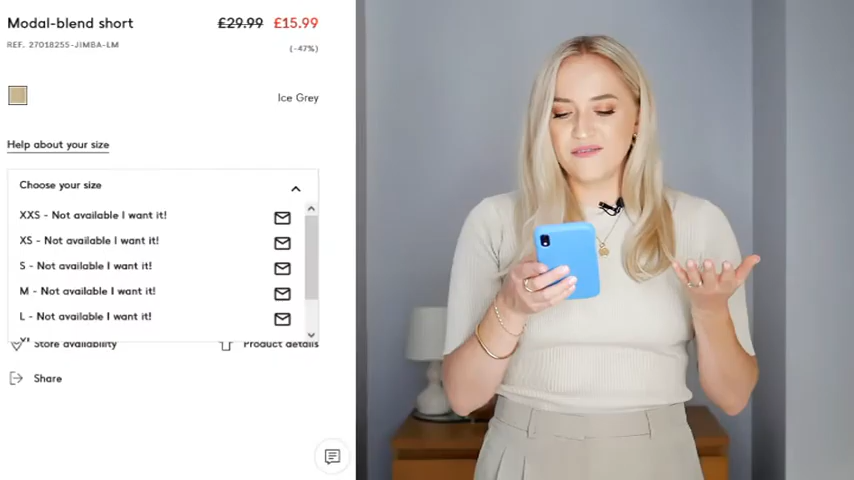 Modal-blend short £29.99 £15.99
REF. 27018255-JIMBA-LM (-47%)
Ice Grey
Help about your size
Choose your size
XXS - Not available I want it!
XS - Not available I want it!
S - Not available I want it!
M - Not available I want it!
L - Not available I want it!
Store availability Product details
Share